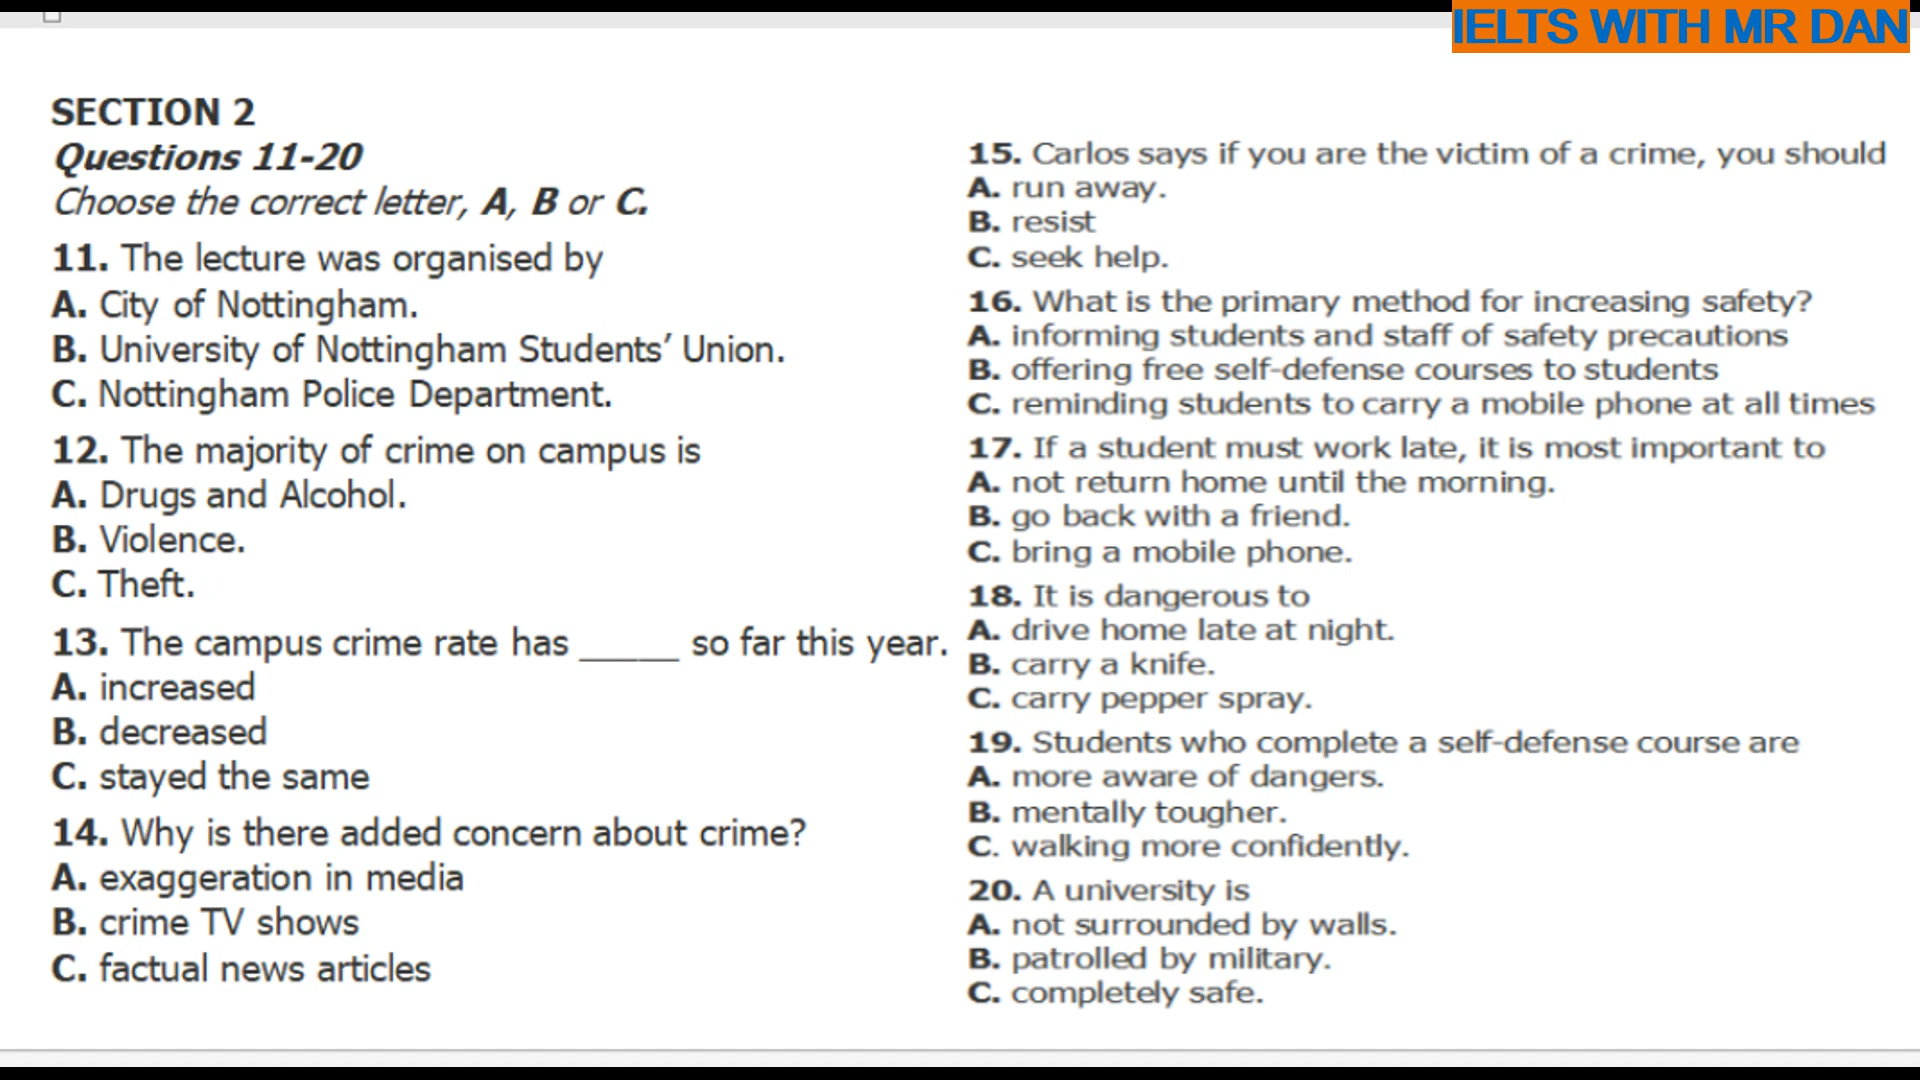 IELTS WITH MR DAN
SECTION 2
Questions 11-20
Choose the correct letter, A, B or C.
11. The lecture was organised by
A. City of Nottingham.
B. University of Nottingham Students’ Union.
C. Nottingham Police Department.
12. The majority of crime on campus is
A. Drugs and Alcohol.
B. Violence.
C. Theft.
13. The campus crime rate has _____ so far this year.
A. increased
B. decreased
C. stayed the same
14. Why is there added concern about crime?
A. exaggeration in media
B. crime TV shows
C. factual news articles
15. Carlos says if you are the victim of a crime, you should
A. run away.
B. resist
C. seek help.
16. What is the primary method for increasing safety?
A. informing students and staff of safety precautions
B. offering free self-defense courses to students
C. reminding students to carry a mobile phone at all times
17. If a student must work late, it is most important to
A. not return home until the morning.
B. go back with a friend.
C. bring a mobile phone.
18. It is dangerous to
A. drive home late at night.
B. carry a knife.
C. carry pepper spray.
19. Students who complete a self-defense course are
A. more aware of dangers.
B. mentally tougher.
C. walking more confidently.
20. A university is
A. not surrounded by walls.
B. patrolled by military.
C. completely safe.